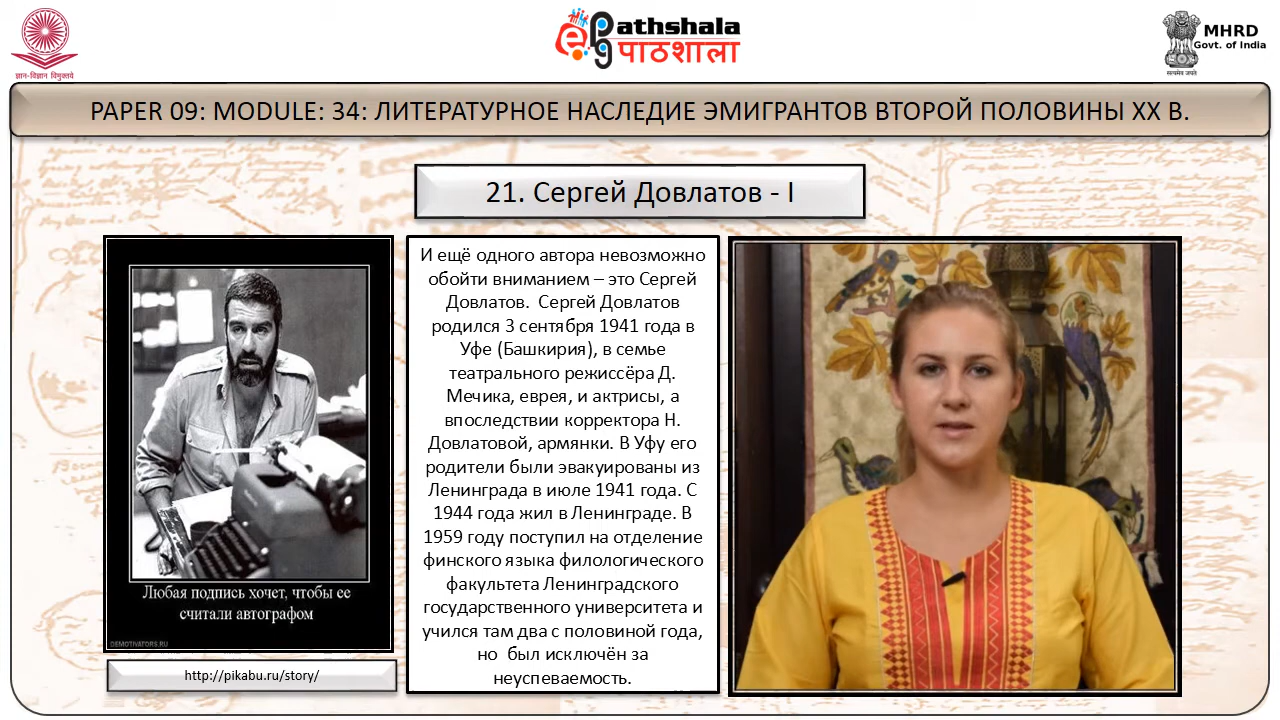 ज्ञान-विज्ञान विमुक्तये
ePathshala
पाठशाला
MHRD
Govt. of India
सत्यमेव जयते
PAPER 09: MODULE: 34: ЛИТЕРАТУРНОЕ НАСЛЕДИЕ ЭМИГРАНТОВ ВТОРОЙ ПОЛОВИНЫ XX В.
21. Сергей Довлатов - I
Любая подпись хочет, чтобы ее
считали автографом
DEMOTIVATORS.RU
http://pikabu.ru/story/
И ещё одного автора невозможно
обойти вниманием – это Сергей
Довлатов. Сергей Довлатов
родился 3 сентября 1941 года в
Уфе (Башкирия), в семье
театрального режиссёра Д.
Мечика, еврея, и актрисы, а
впоследствии корректора Н.
Довлатовой, армянки. В Уфу его
родители были эвакуированы из
Ленинграда в июле 1941 года. С
1944 года жил в Ленинграде. В
1959 году поступил на отделение
финского языка филологического
факультета Ленинградского
государственного университета и
учился там два с половиной года,
но был исключён за
неуспеваемость.